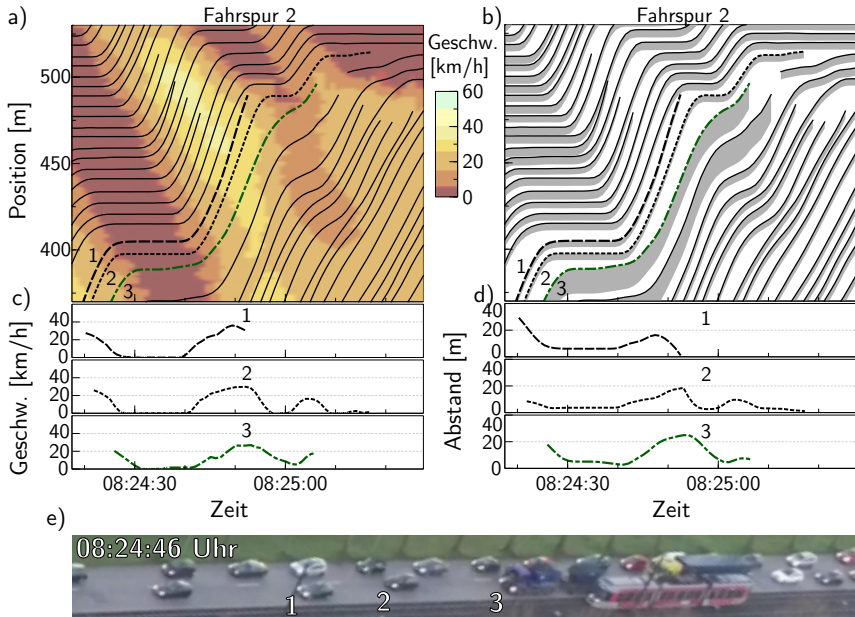 a)
Fahrspur 2
Position [m]
500
450
400
1
2
3
Geschw.
[km/h]
60
40
20
0
b)
Fahrspur 2
1
2
3
c)
Geschw. [km/h]
40
20
0
1
40
20
0
2
40
20
0
3
08:24:30
08:25:00
Zeit
d)
Abstand [m]
40
20
0
1
40
20
0
2
40
20
0
3
08:24:30
08:25:00
Zeit
e)
08:24:46 Uhr
1
2
3